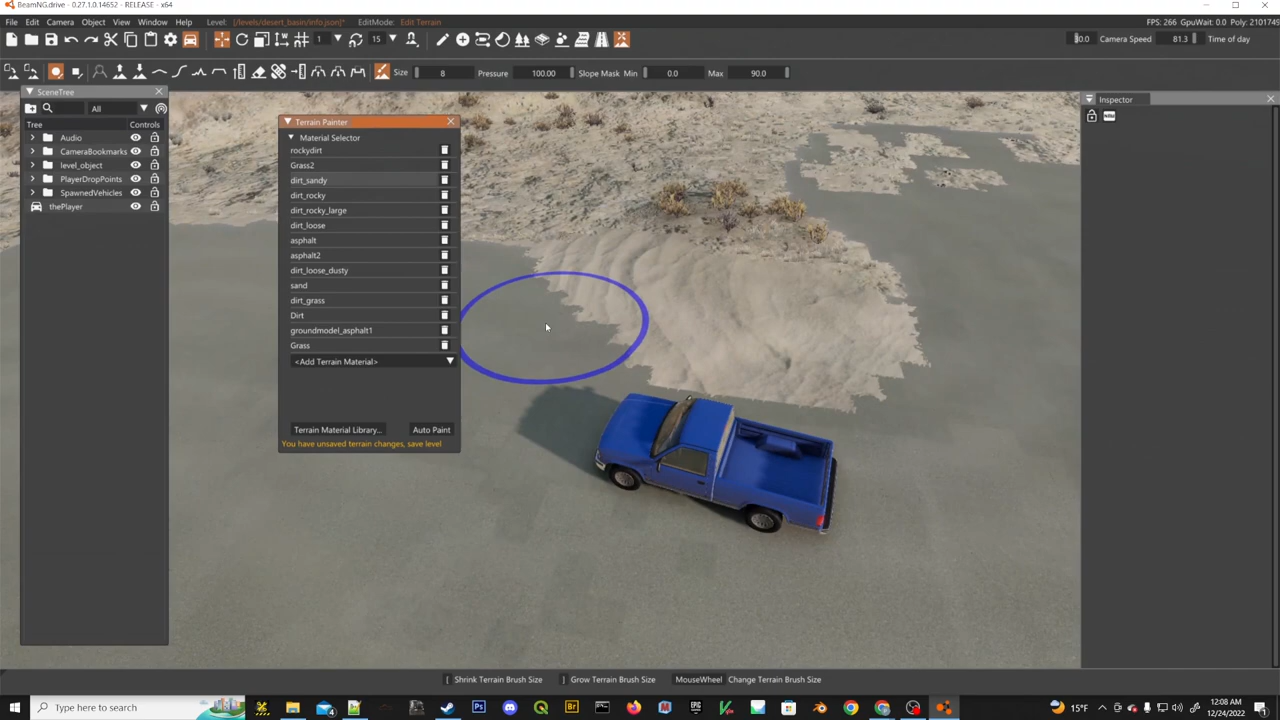 BeamNG.drive - 0.27.1.0.14652 - RELEASE - x64
File Edit Camera Object View Window Help Level: [/levels/desert_basin/info.json]* EditMode: Edit Terrain FPS: 266 GpuWait: 0.0 Poly: 2101749
1 15 Camera Speed 81.3 Time of day
Size 8 Pressure 100.00 Slope Mask Min 0.0 Max 90.0
SceneTree
All
Tree Controls
Audio
CameraBookmarks
level_object
PlayerDropPoints
SpawnedVehicles
thePlayer
Terrain Painter
Material Selector
rockydirt
Grass2
dirt_sandy
dirt_rocky
dirt_rocky_large
dirt_loose
asphalt
asphalt2
dirt_loose_dusty
sand
dirt_grass
Dirt
groundmodel_asphalt1
Grass
<Add Terrain Material>
Terrain Material Library... Auto Paint
You have unsaved terrain changes, save level
Inspector
[ Shrink Terrain Brush Size ] Grow Terrain Brush Size MouseWheel Change Terrain Brush Size
Type here to search
15°F
12:08 AM
12/24/2022